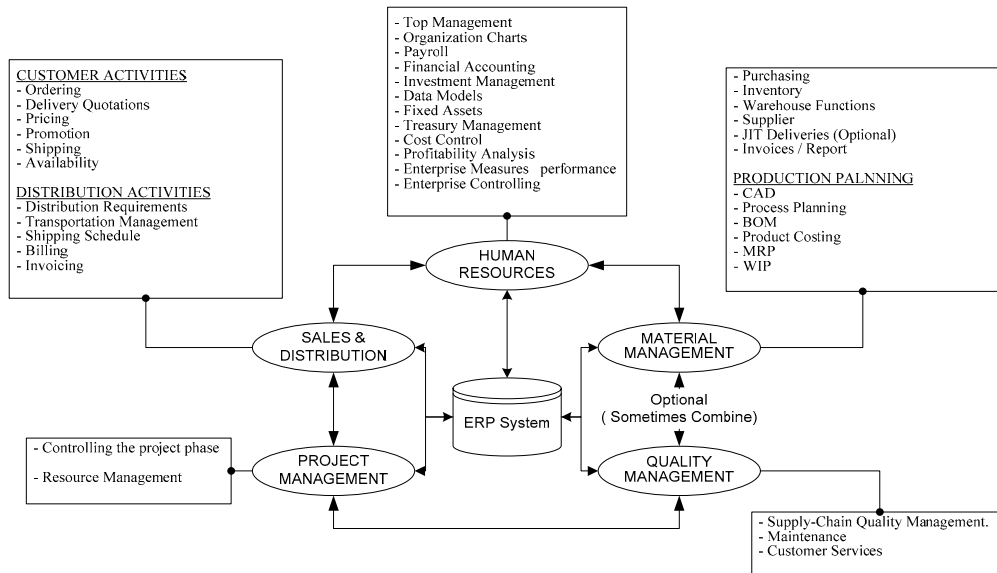 - Top Management
- Organization Charts
- Payroll
- Financial Accounting
- Investment Management
- Data Models
- Fixed Assets
- Treasury Management
- Cost Control
- Profitability Analysis
- Enterprise Measures performance
- Enterprise Controlling
CUSTOMER ACTIVITIES
- Ordering
- Delivery Quotations
- Pricing
- Promotion
- Shipping
- Availability
DISTRIBUTION ACTIVITIES
- Distribution Requirements
- Transportation Management
- Shipping Schedule
- Billing
- Invoicing
- Purchasing
- Inventory
- Warehouse Functions
- Supplier
- JIT Deliveries (Optional)
- Invoices / Report
PRODUCTION PALNNING
- CAD
- Process Planning
- BOM
- Product Costing
- MRP
- WIP
HUMAN
RESOURCES
SALES &
DISTRIBUTION
MATERIAL
MANAGEMENT
ERP System
Optional
( Sometimes Combine)
PROJECT
MANAGEMENT
QUALITY
MANAGEMENT
- Controlling the project phase
- Resource Management
- Supply-Chain Quality Management.
- Maintenance
- Customer Services